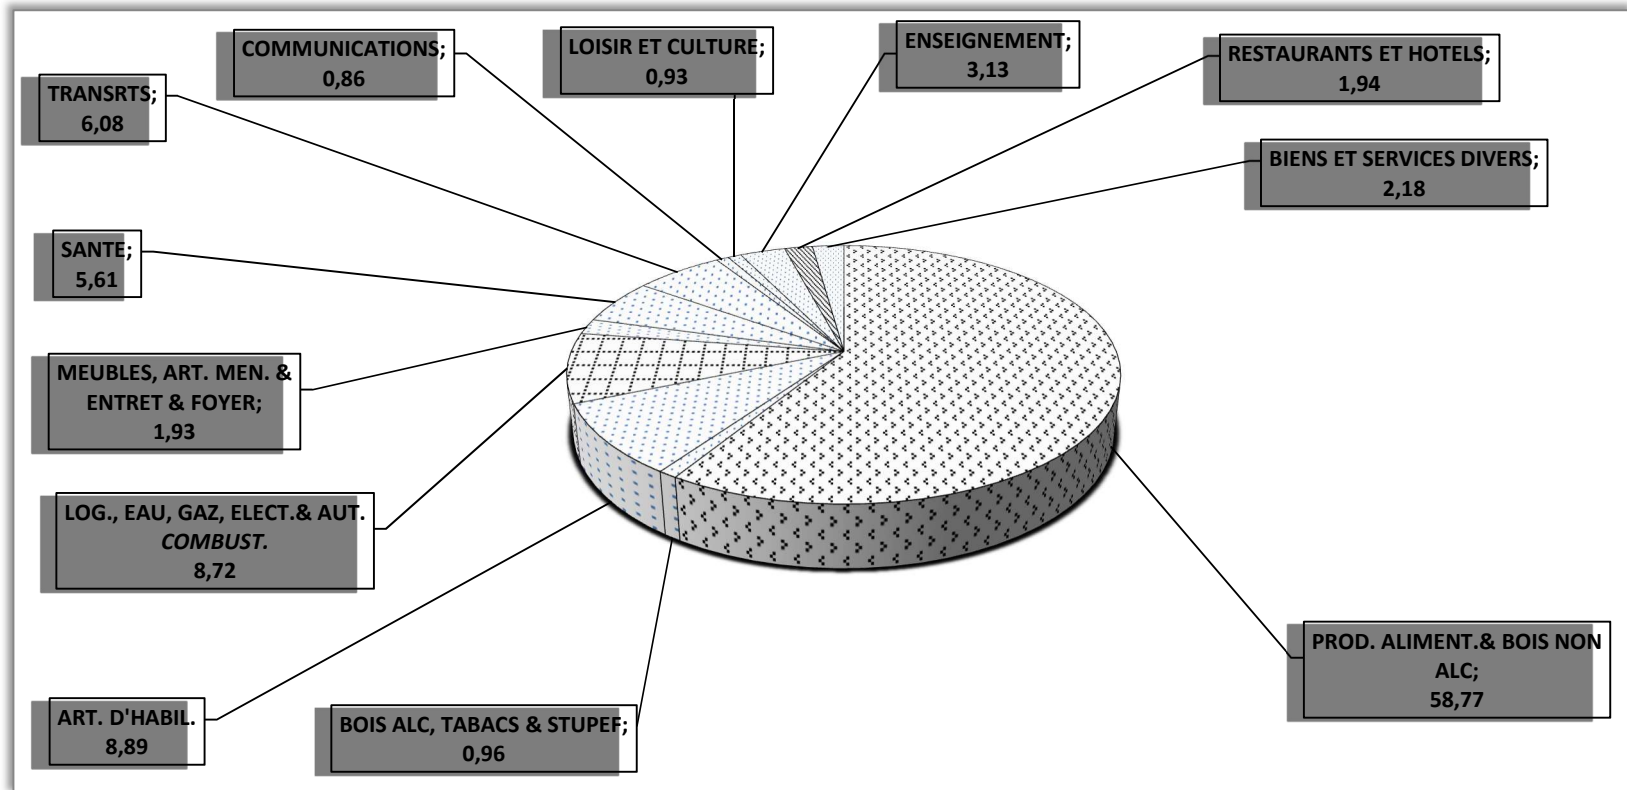 COMMUNICATIONS;
0,86
LOISIR ET CULTURE;
0,93
ENSEIGNEMENT;
3,13
RESTAURANTS ET HOTELS;
1,94
TRANSRTS;
6,08
BIENS ET SERVICES DIVERS;
2,18
SANTE;
5,61
MEUBLES, ART. MEN. &
ENTRET & FOYER;
1,93
LOG., EAU, GAZ, ELECT.& AUT.
COMBUST.
8,72
PROD. ALIMENT.& BOIS NON
ALC;
58,77
ART. D'HABIL.
8,89
BOIS ALC, TABACS & STUPEF;
0,96